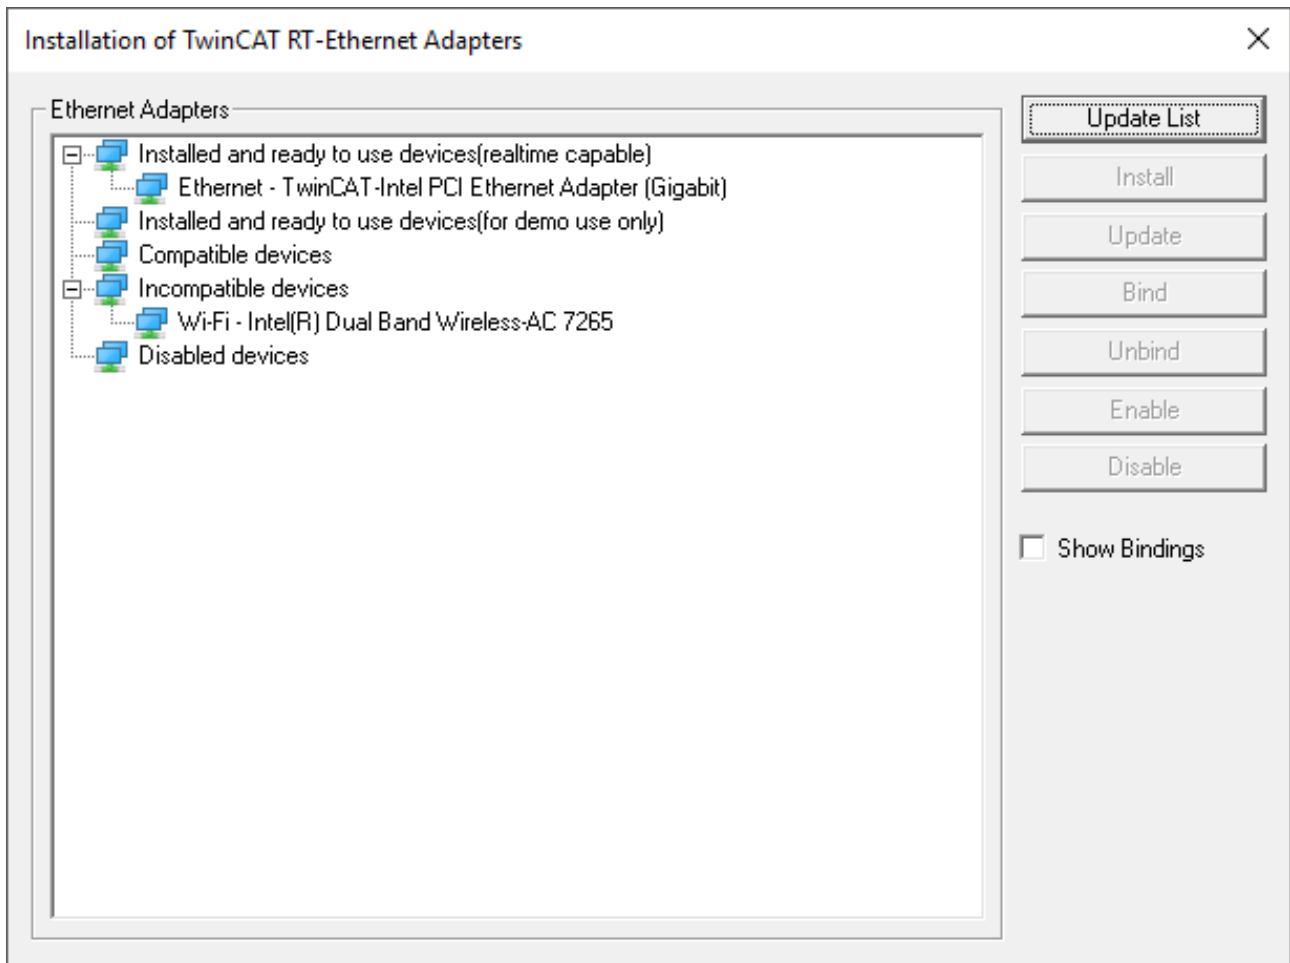 Installation of TwinCAT RT-Ethernet Adapters
Ethernet Adapters
Installed and ready to use devices(realtime capable)
Ethernet - TwinCAT-Intel PCI Ethernet Adapter (Gigabit)
Installed and ready to use devices(for demo use only)
Compatible devices
Incompatible devices
Wi-Fi - Intel(R) Dual Band Wireless-AC 7265
Disabled devices
Update List
Install
Update
Bind
Unbind
Enable
Disable
Show Bindings